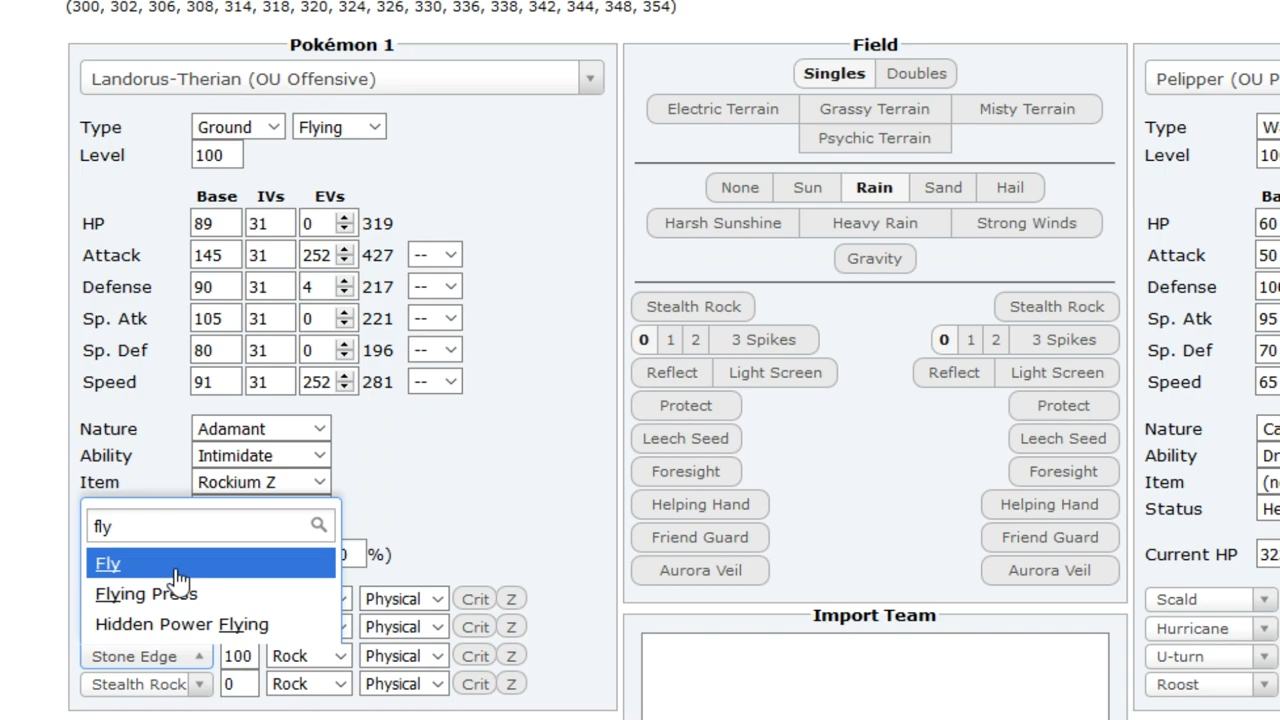 (300, 302, 306, 308, 314, 318, 320, 324, 326, 330, 336, 338, 342, 344, 348, 354)
Pokémon 1
Landorus-Therian (OU Offensive)
Type Ground Flying
Level 100
Base IVs EVs
HP 89 31 0 319
Attack 145 31 252 427 --
Defense 90 31 4 217 --
Sp. Atk 105 31 0 221 --
Sp. Def 80 31 0 196 --
Speed 91 31 252 281 --
Nature Adamant
Ability Intimidate
Item Rockium Z
fly
Fly
Flying Press
Hidden Power Flying
%)
Physical Crit Z
Physical Crit Z
Stone Edge 100 Rock Physical Crit Z
Stealth Rock 0 Rock Physical Crit Z
Field
Singles Doubles
Electric Terrain Grassy Terrain Misty Terrain
Psychic Terrain
None Sun Rain Sand Hail
Harsh Sunshine Heavy Rain Strong Winds
Gravity
Stealth Rock Stealth Rock
0 1 2 3 Spikes 0 1 2 3 Spikes
Reflect Light Screen Reflect Light Screen
Protect Protect
Leech Seed Leech Seed
Foresight Foresight
Helping Hand Helping Hand
Friend Guard Friend Guard
Aurora Veil Aurora Veil
Import Team
Pelipper (OU P
Type
Level
HP 60
Attack 50
Defense
Sp. Atk 95
Sp. Def 70
Speed 65
Nature
Ability
Item
Status
Current HP
Scald
Hurricane
U-turn
Roost